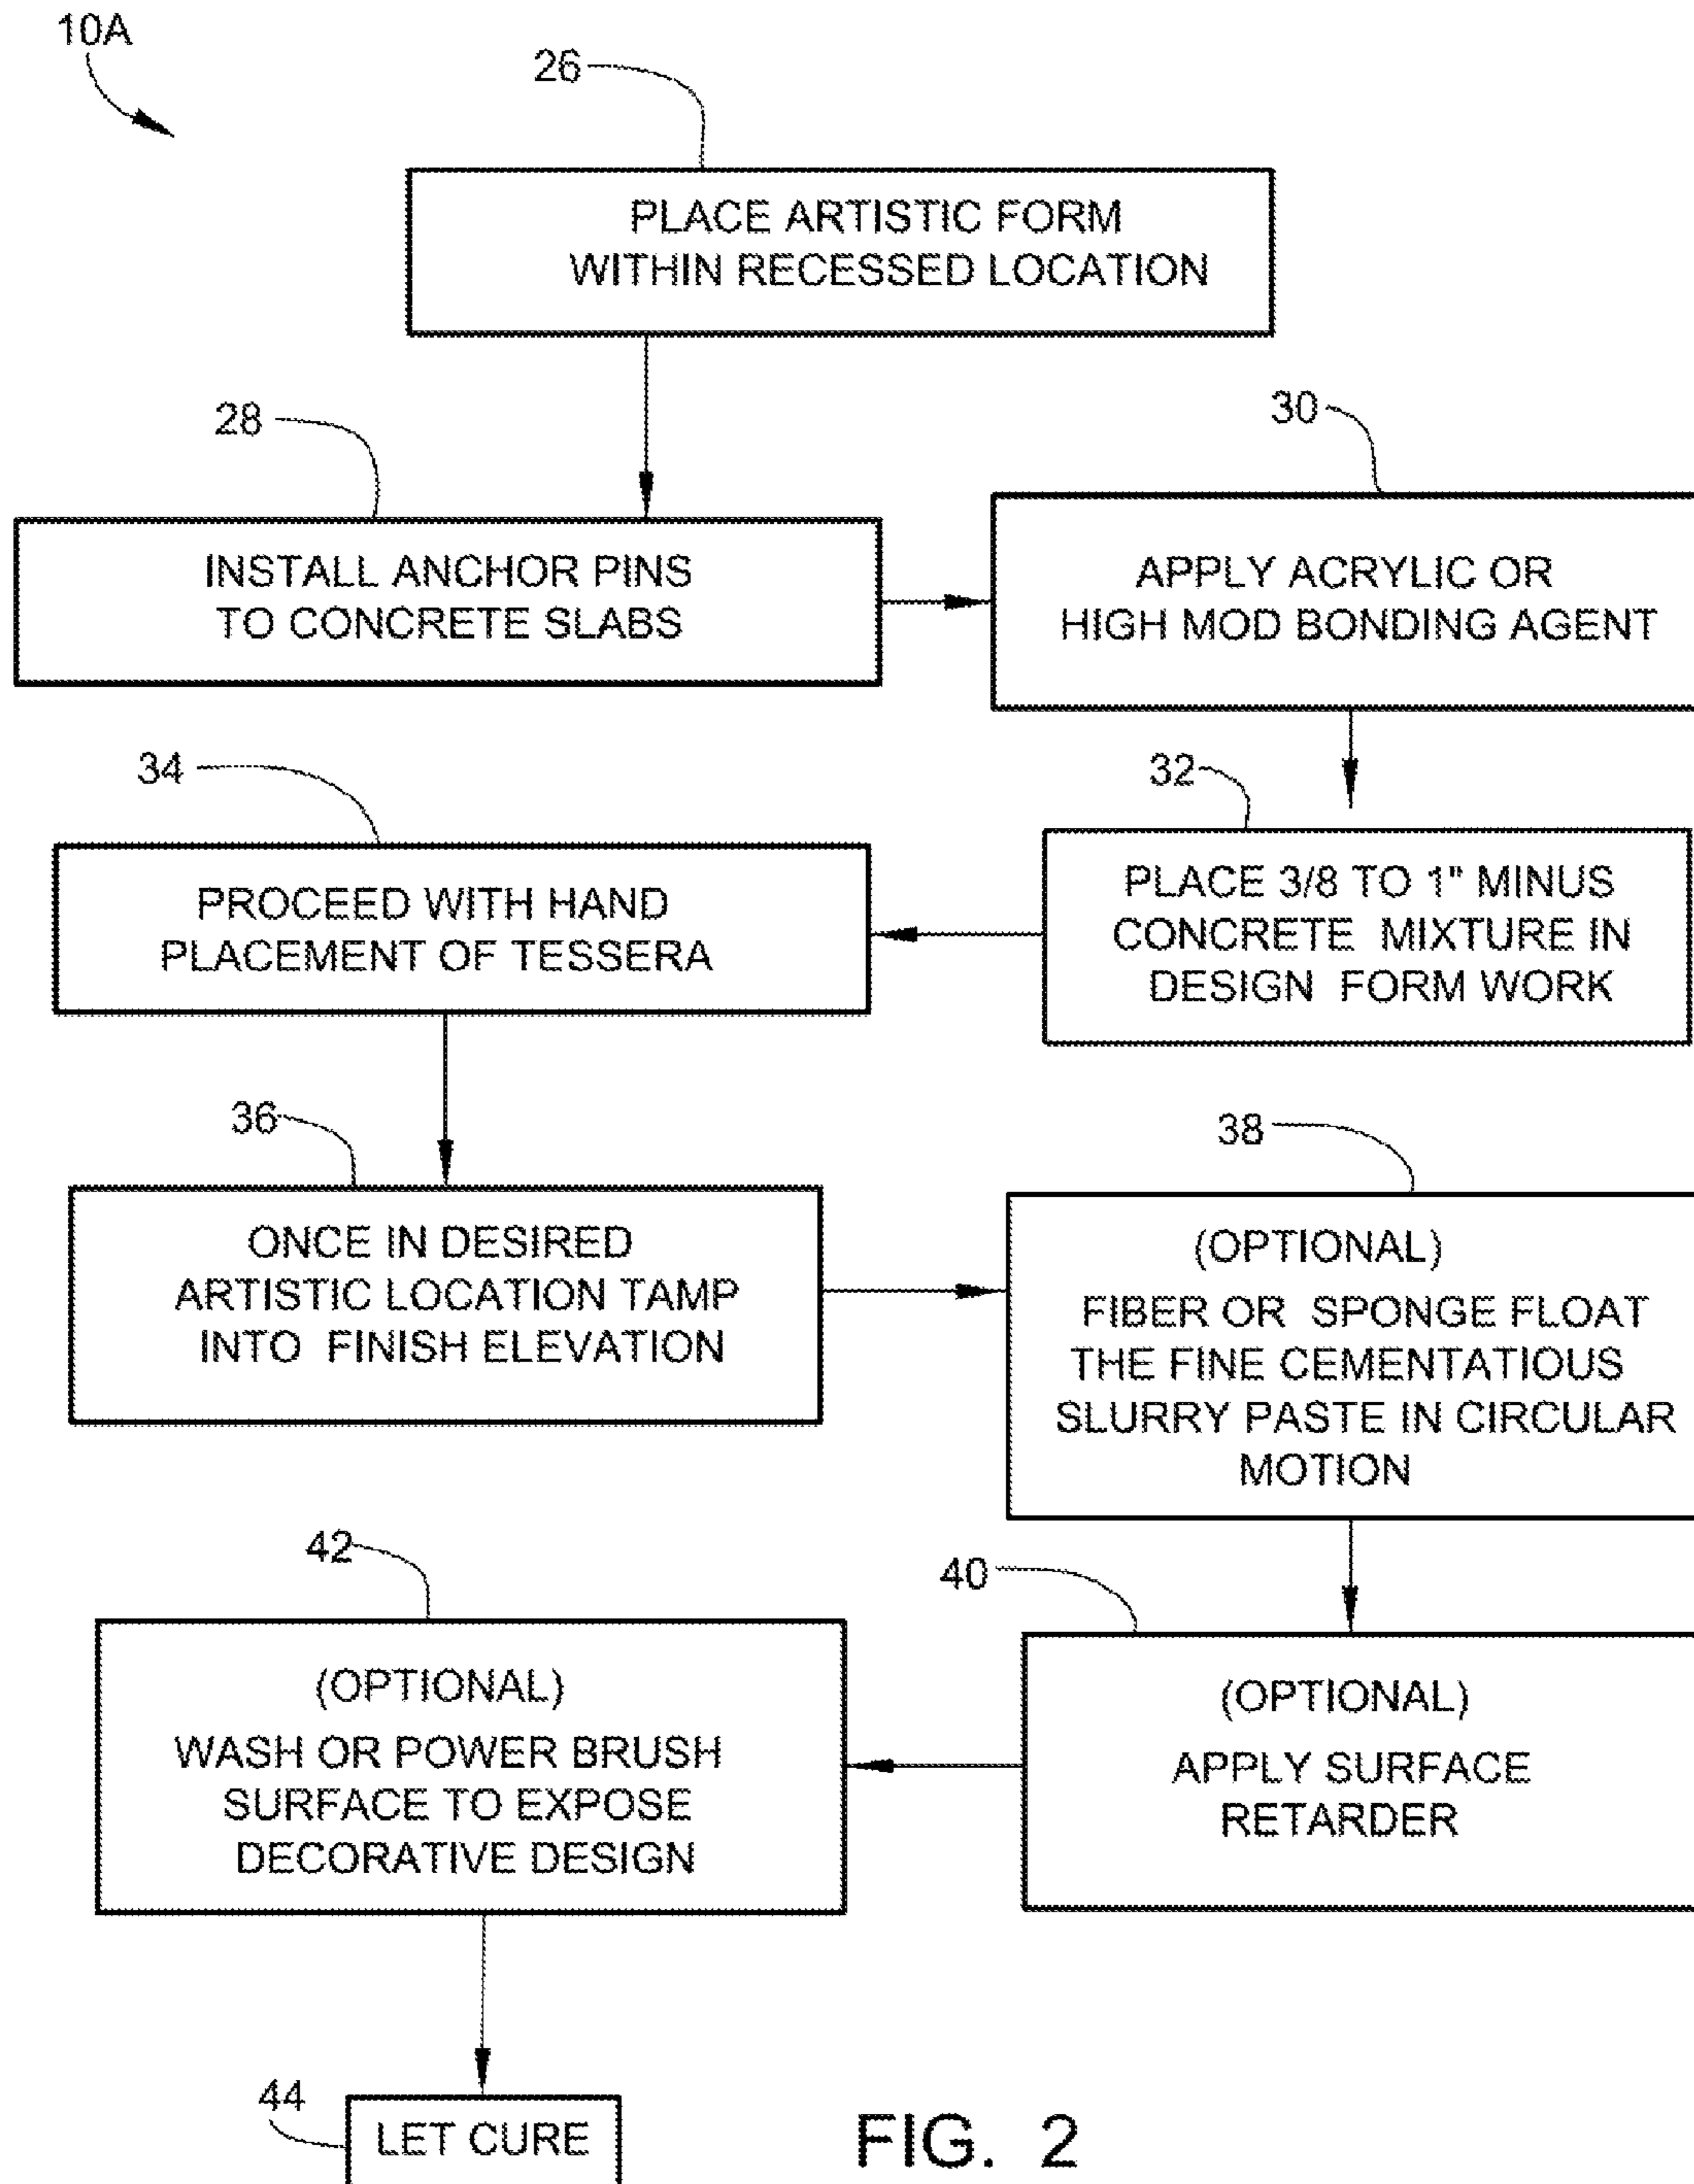 10A
26
PLACE ARTISTIC FORM
WITHIN RECESSED LOCATION
28
INSTALL ANCHOR PINS
TO CONCRETE SLABS
30
APPLY ACRYLIC OR
HIGH MOD BONDING AGENT
32
PLACE 3/8 TO 1" MINUS
CONCRETE MIXTURE IN
DESIGN FORM WORK
34
PROCEED WITH HAND
PLACEMENT OF TESSERA
36
ONCE IN DESIRED
ARTISTIC LOCATION TAMP
INTO FINISH ELEVATION
38
(OPTIONAL)
FIBER OR SPONGE FLOAT
THE FINE CEMENTATIOUS
SLURRY PASTE IN CIRCULAR
MOTION
40
(OPTIONAL)
APPLY SURFACE
RETARDER
42
(OPTIONAL)
WASH OR POWER BRUSH
SURFACE TO EXPOSE
DECORATIVE DESIGN
44
LET CURE
FIG. 2